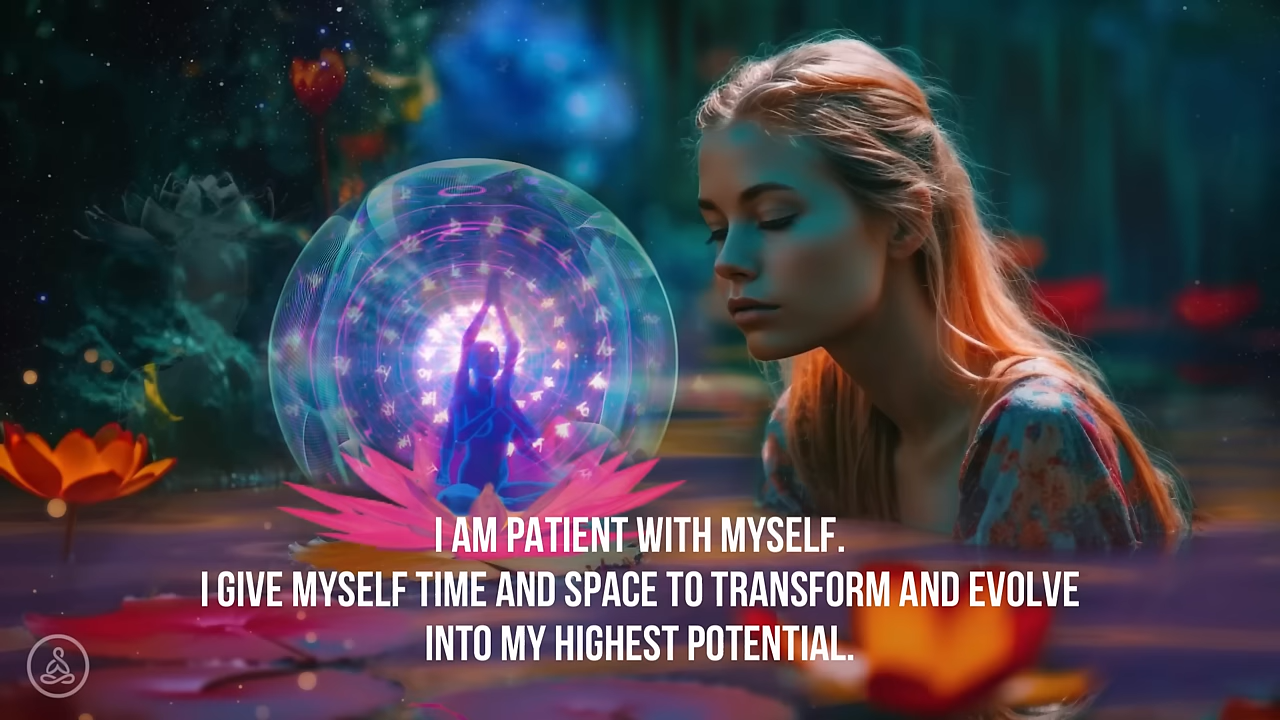 I AM PATIENT WITH MYSELF.
I GIVE MYSELF TIME AND SPACE TO TRANSFORM AND EVOLVE
INTO MY HIGHEST POTENTIAL.